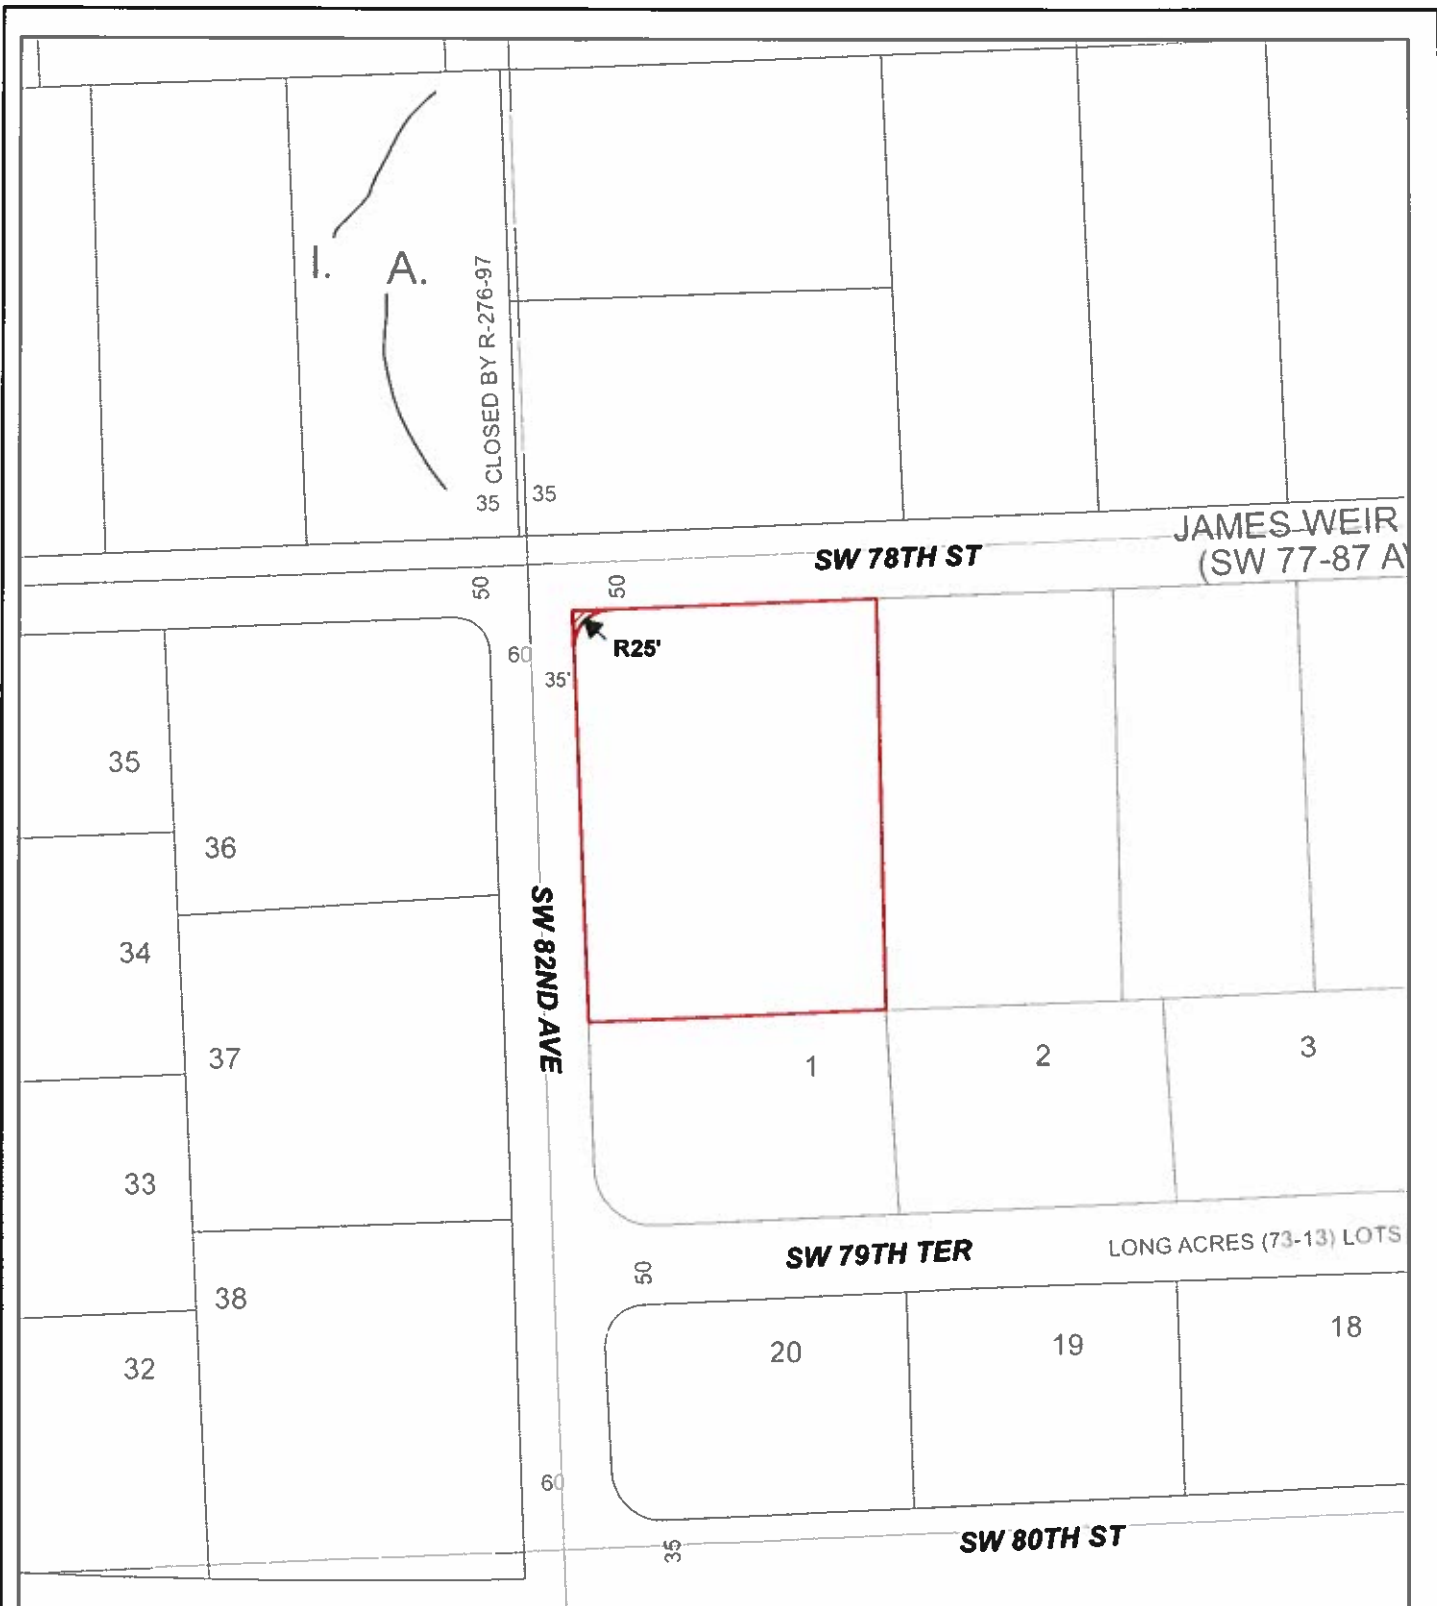 I. A.
CLOSED BY R-276-97
35 35
JAMES WEIR
SW 78TH ST
(SW 77-87 A
50 50
R25'
60
35'
35
36
34
SW 82ND AVE
37
1 2 3
33
SW 79TH TER
LONG ACRES (73-13) LOTS
50
38
20 19 18
32
60
SW 80TH ST
35